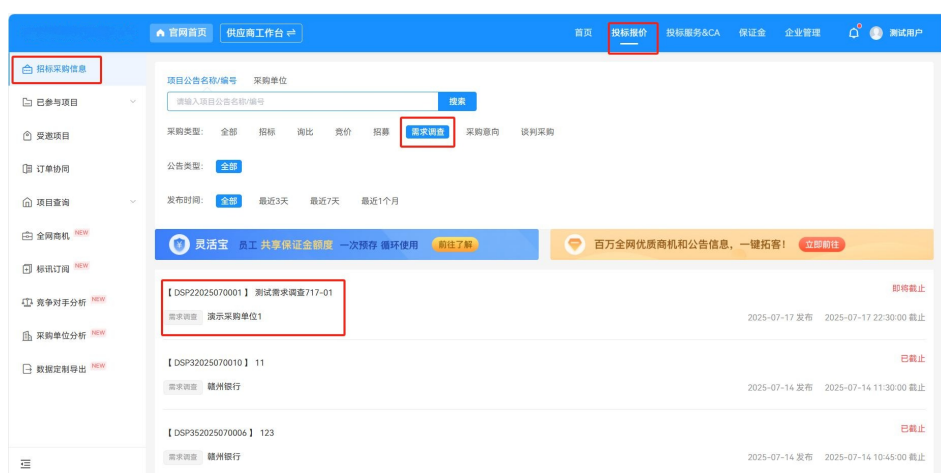 官网首页 供应商工作台 首页 投标报价 投标服务&CA 保证金 企业管理 测试用户
招标采购信息
已参与项目
受邀项目
订单协同
项目查询
全网商机 NEW
标讯订阅 NEW
竞争对手分析 NEW
采购单位分析 NEW
数据定制导出 NEW
项目公告名称/编号 采购单位
请输入项目公告名称/编号 搜索
采购类型: 全部 招标 询比 竞价 招募 需求调查 采购意向 谈判采购
公告类型: 全部
发布时间: 全部 最近3天 最近7天 最近1个月
灵活宝 员工 共享保证金额度 一次预存 循环使用 前往了解
百万全网优质商机和公告信息，一键拓客! 立即前往
【 DSP22025070001 】 测试需求调查717-01 即将截止
需求调查 演示采购单位1 2025-07-17 发布 2025-07-17 22:30:00 截止
【 DSP32025070010 】 11 已截止
需求调查 赣州银行 2025-07-14 发布 2025-07-14 11:30:00 截止
【 DSP352025070006 】 123 已截止
需求调查 赣州银行 2025-07-14 发布 2025-07-14 10:45:00 截止